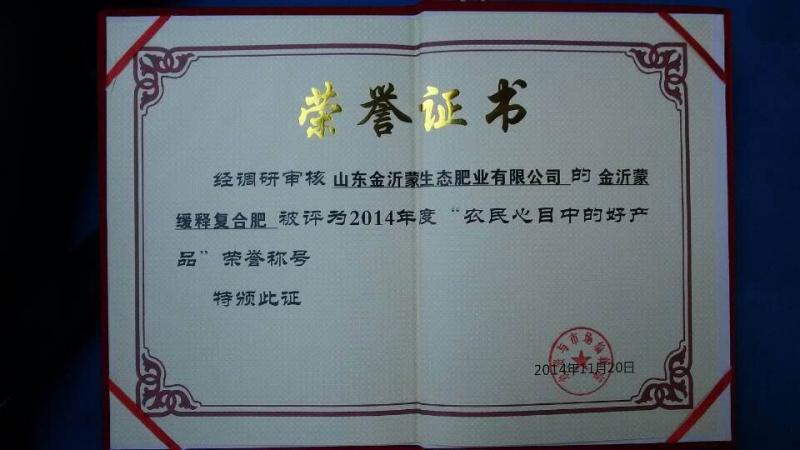 荣誉证书
经调研审核 山东金沂蒙生态肥业有限公司 的 金沂蒙
缓释复合肥 被评为2014年度“农民心目中的好产
品”荣誉称号
特颁此证
与市场
2014年11月20日